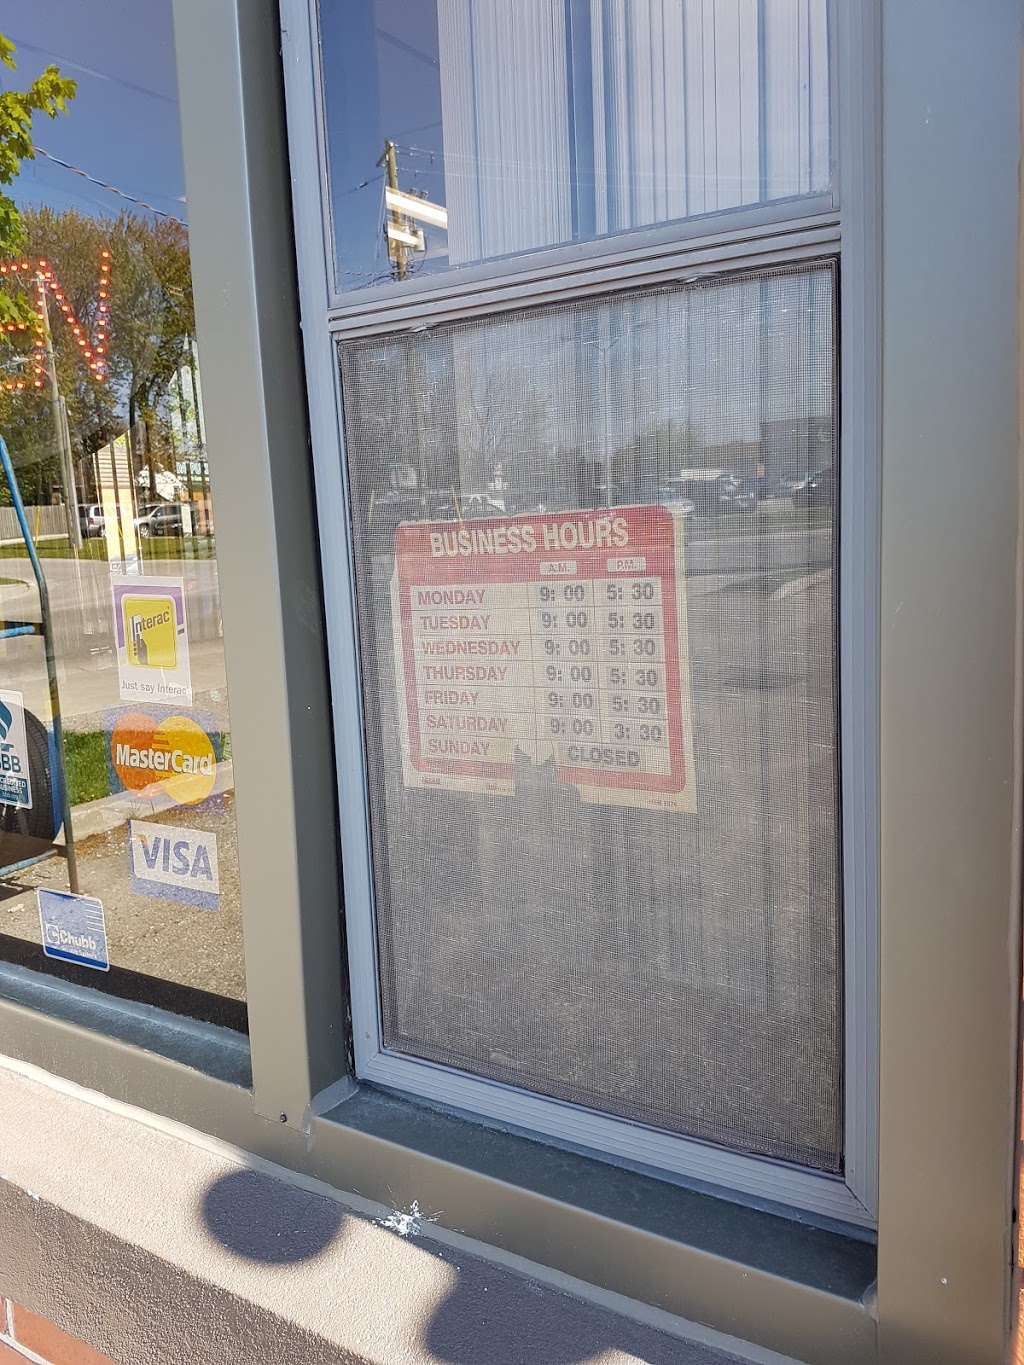 BUSINESS HOURS
A.M. P.M.
MONDAY 9: 00 5: 30
TUESDAY 9: 00 5: 30
WEDNESDAY 9: 00 5: 30
THURSDAY 9: 00 5: 30
FRIDAY 9: 00 5: 30
SATURDAY 9: 00 3: 30
SUNDAY CLOSED
Interac
Just say Interac
MasterCard
BB
VISA
Chubb